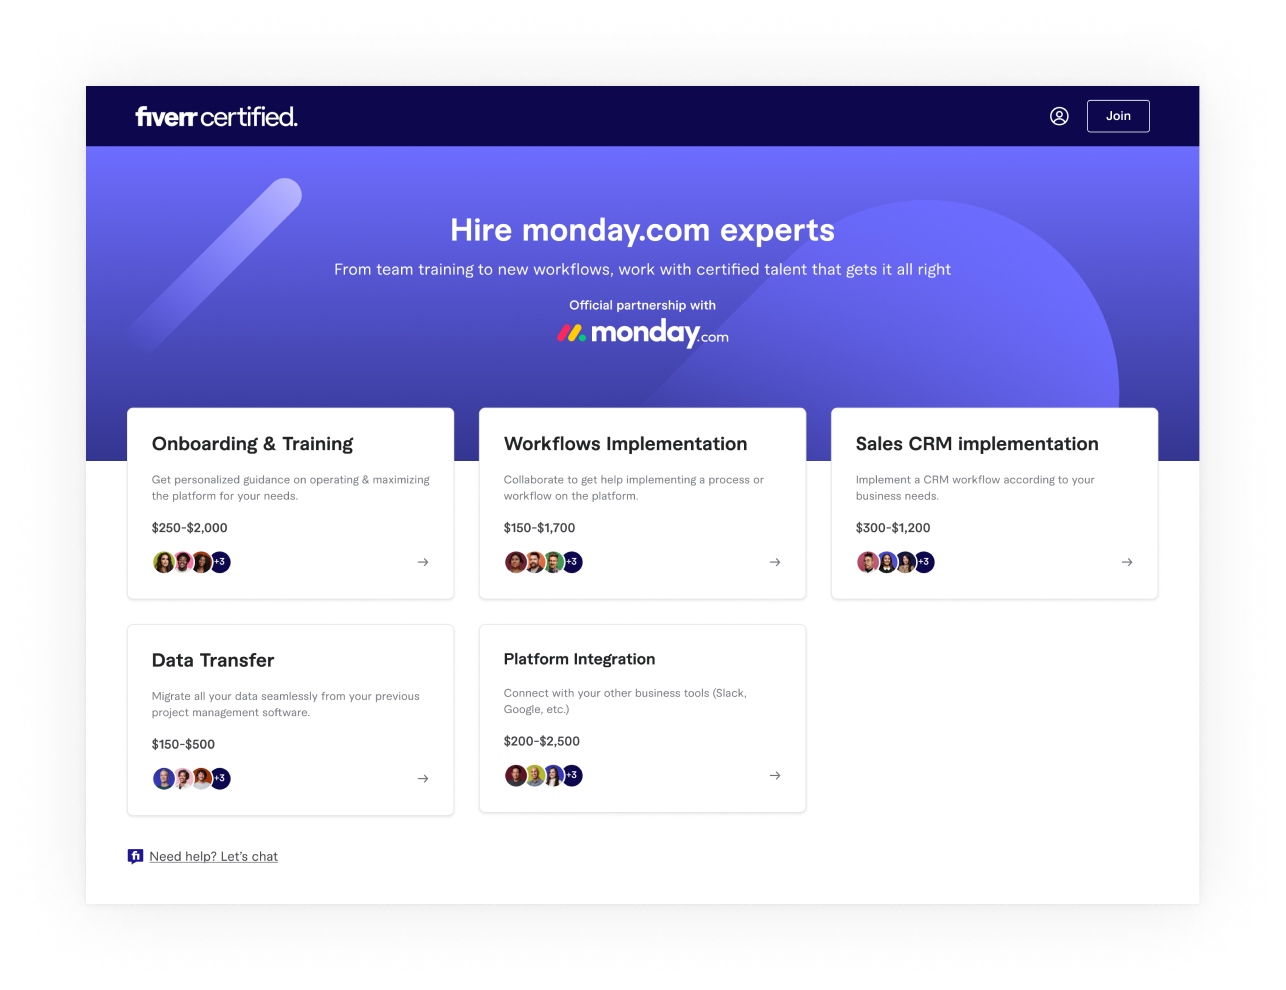 fiverr certified.
Join
Hire monday.com experts
From team training to new workflows, work with certified talent that gets it all right
Official partnership with
monday.com
Onboarding & Training
Get personalized guidance on operating & maximizing
the platform for your needs.
$250-$2,000
+3
Workflows Implementation
Collaborate to get help implementing a process or
workflow on the platform.
$150-$1,700
+3
Sales CRM implementation
Implement a CRM workflow according to your
business needs.
$300-$1,200
+3
Data Transfer
Migrate all your data seamlessly from your previous
project management software.
$150-$500
+3
Platform Integration
Connect with your other business tools (Slack,
Google, etc.)
$200-$2,500
+3
fi Need help? Let's chat